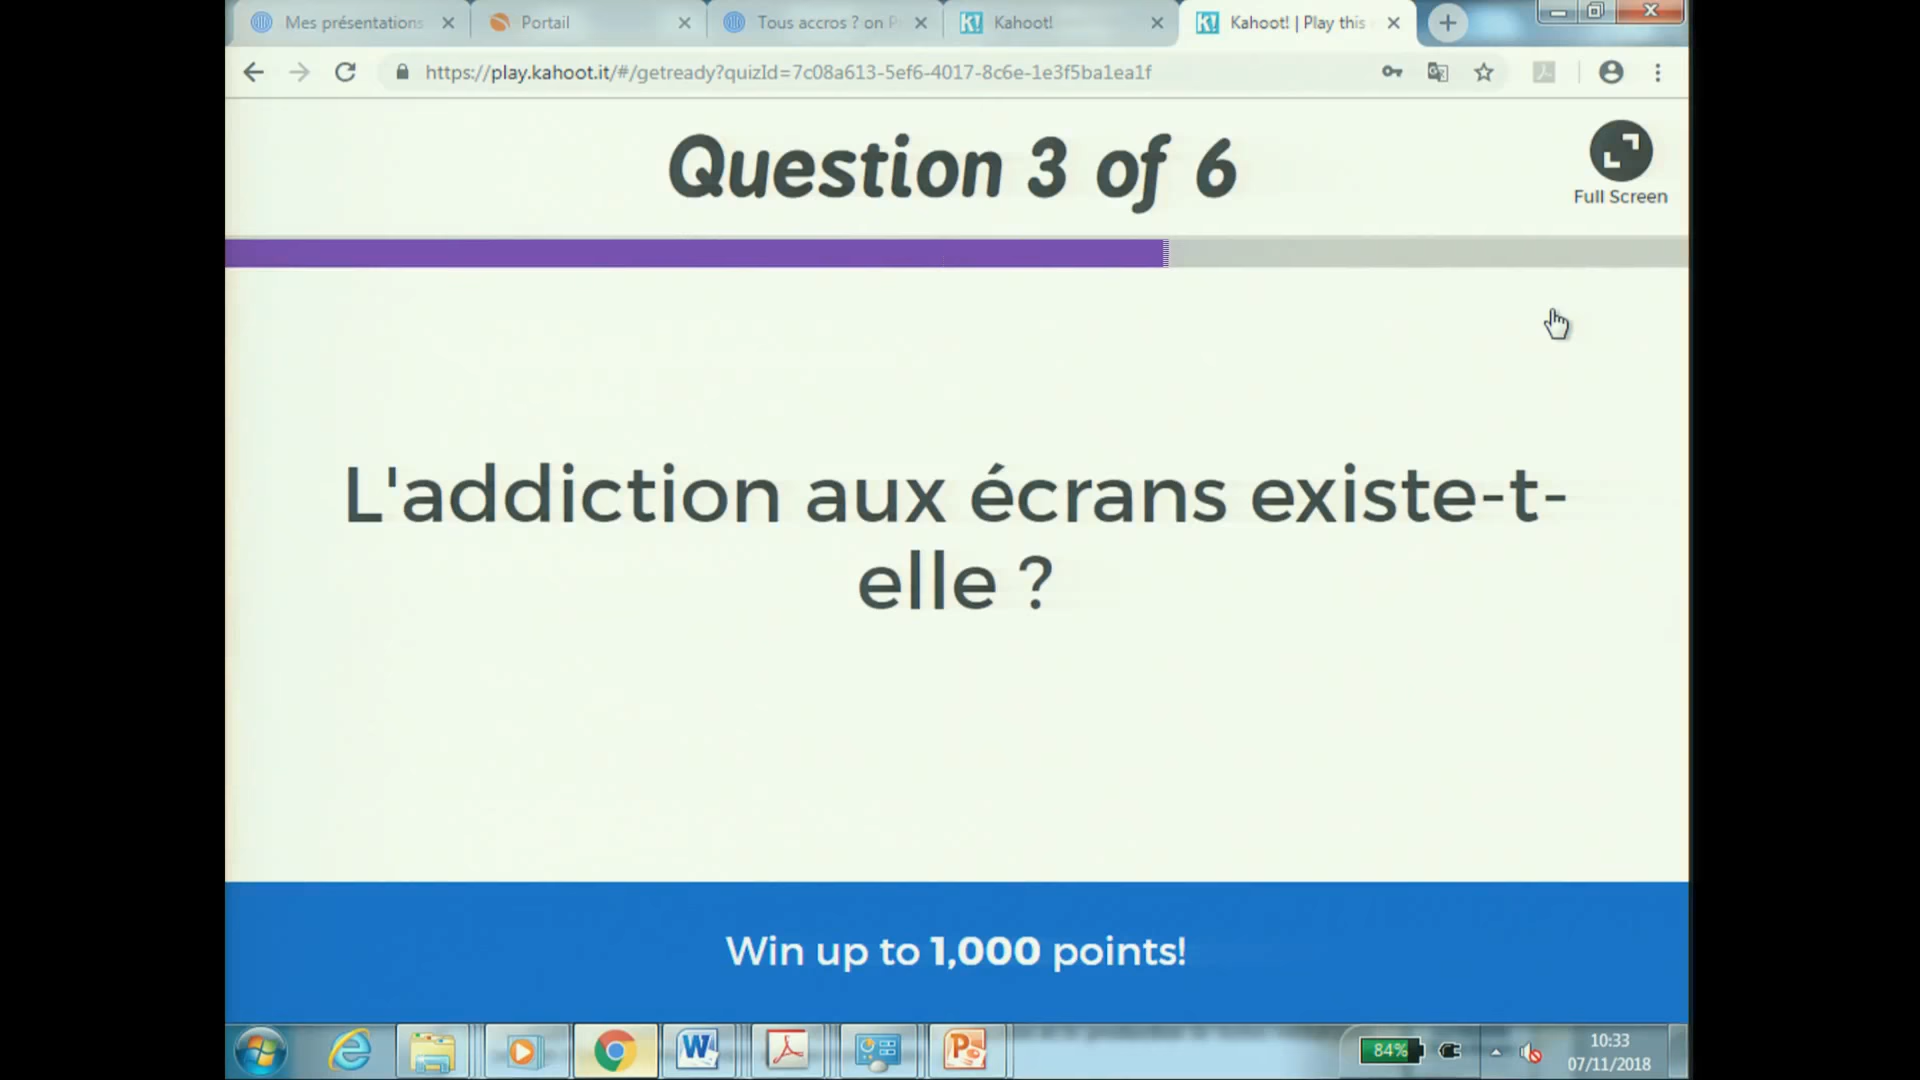 Mes présentations
Portail
Tous accros ? on P
Kahoot!
Kahoot! | Play this
https://play.kahoot.it/#/getready?quizId=7c08a613-5ef6-4017-8c6e-1e3f5ba1ea1f
Question 3 of 6
Full Screen
L'addiction aux écrans existe-t-
elle ?
Win up to 1,000 points!
84%
10:33
07/11/2018